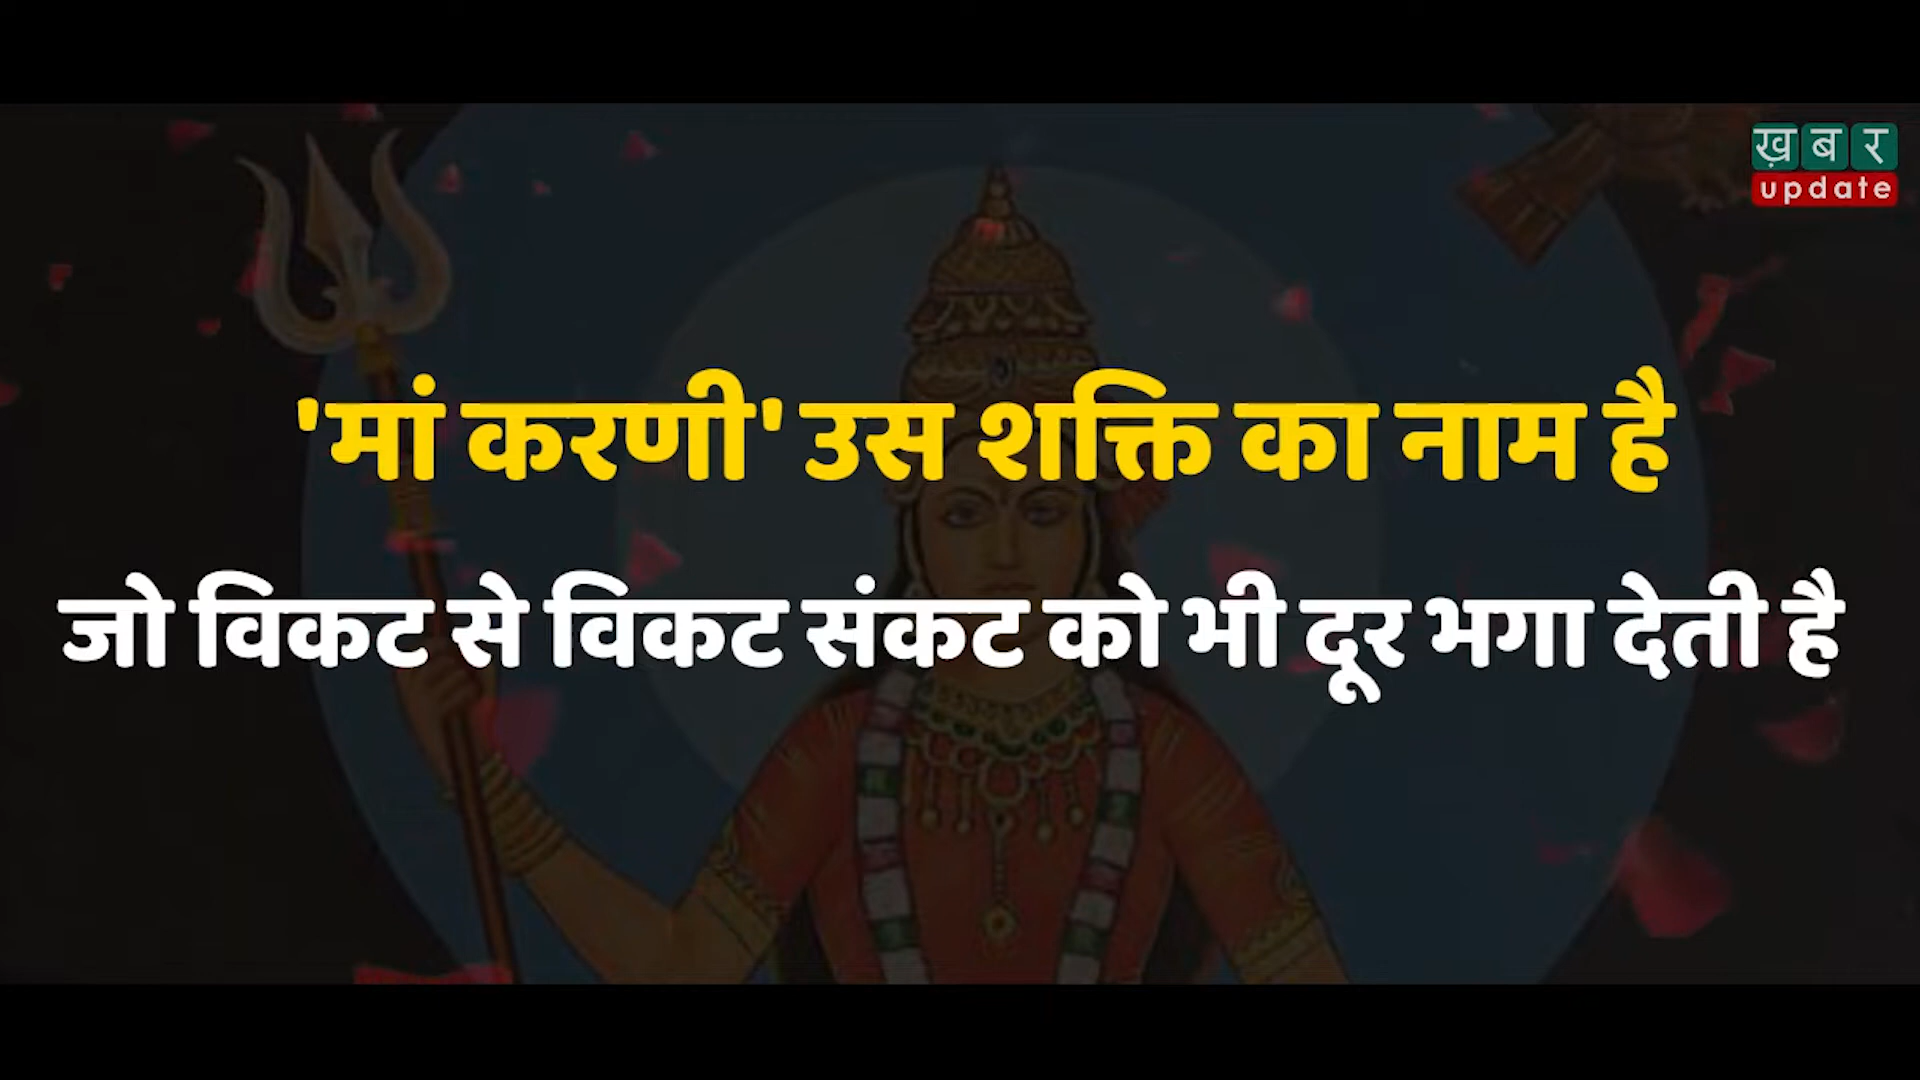 ख़बर
update
'मां करणी' उस शक्ति का नाम है
जो विकट से विकट संकट को भी दूर भगा देती है